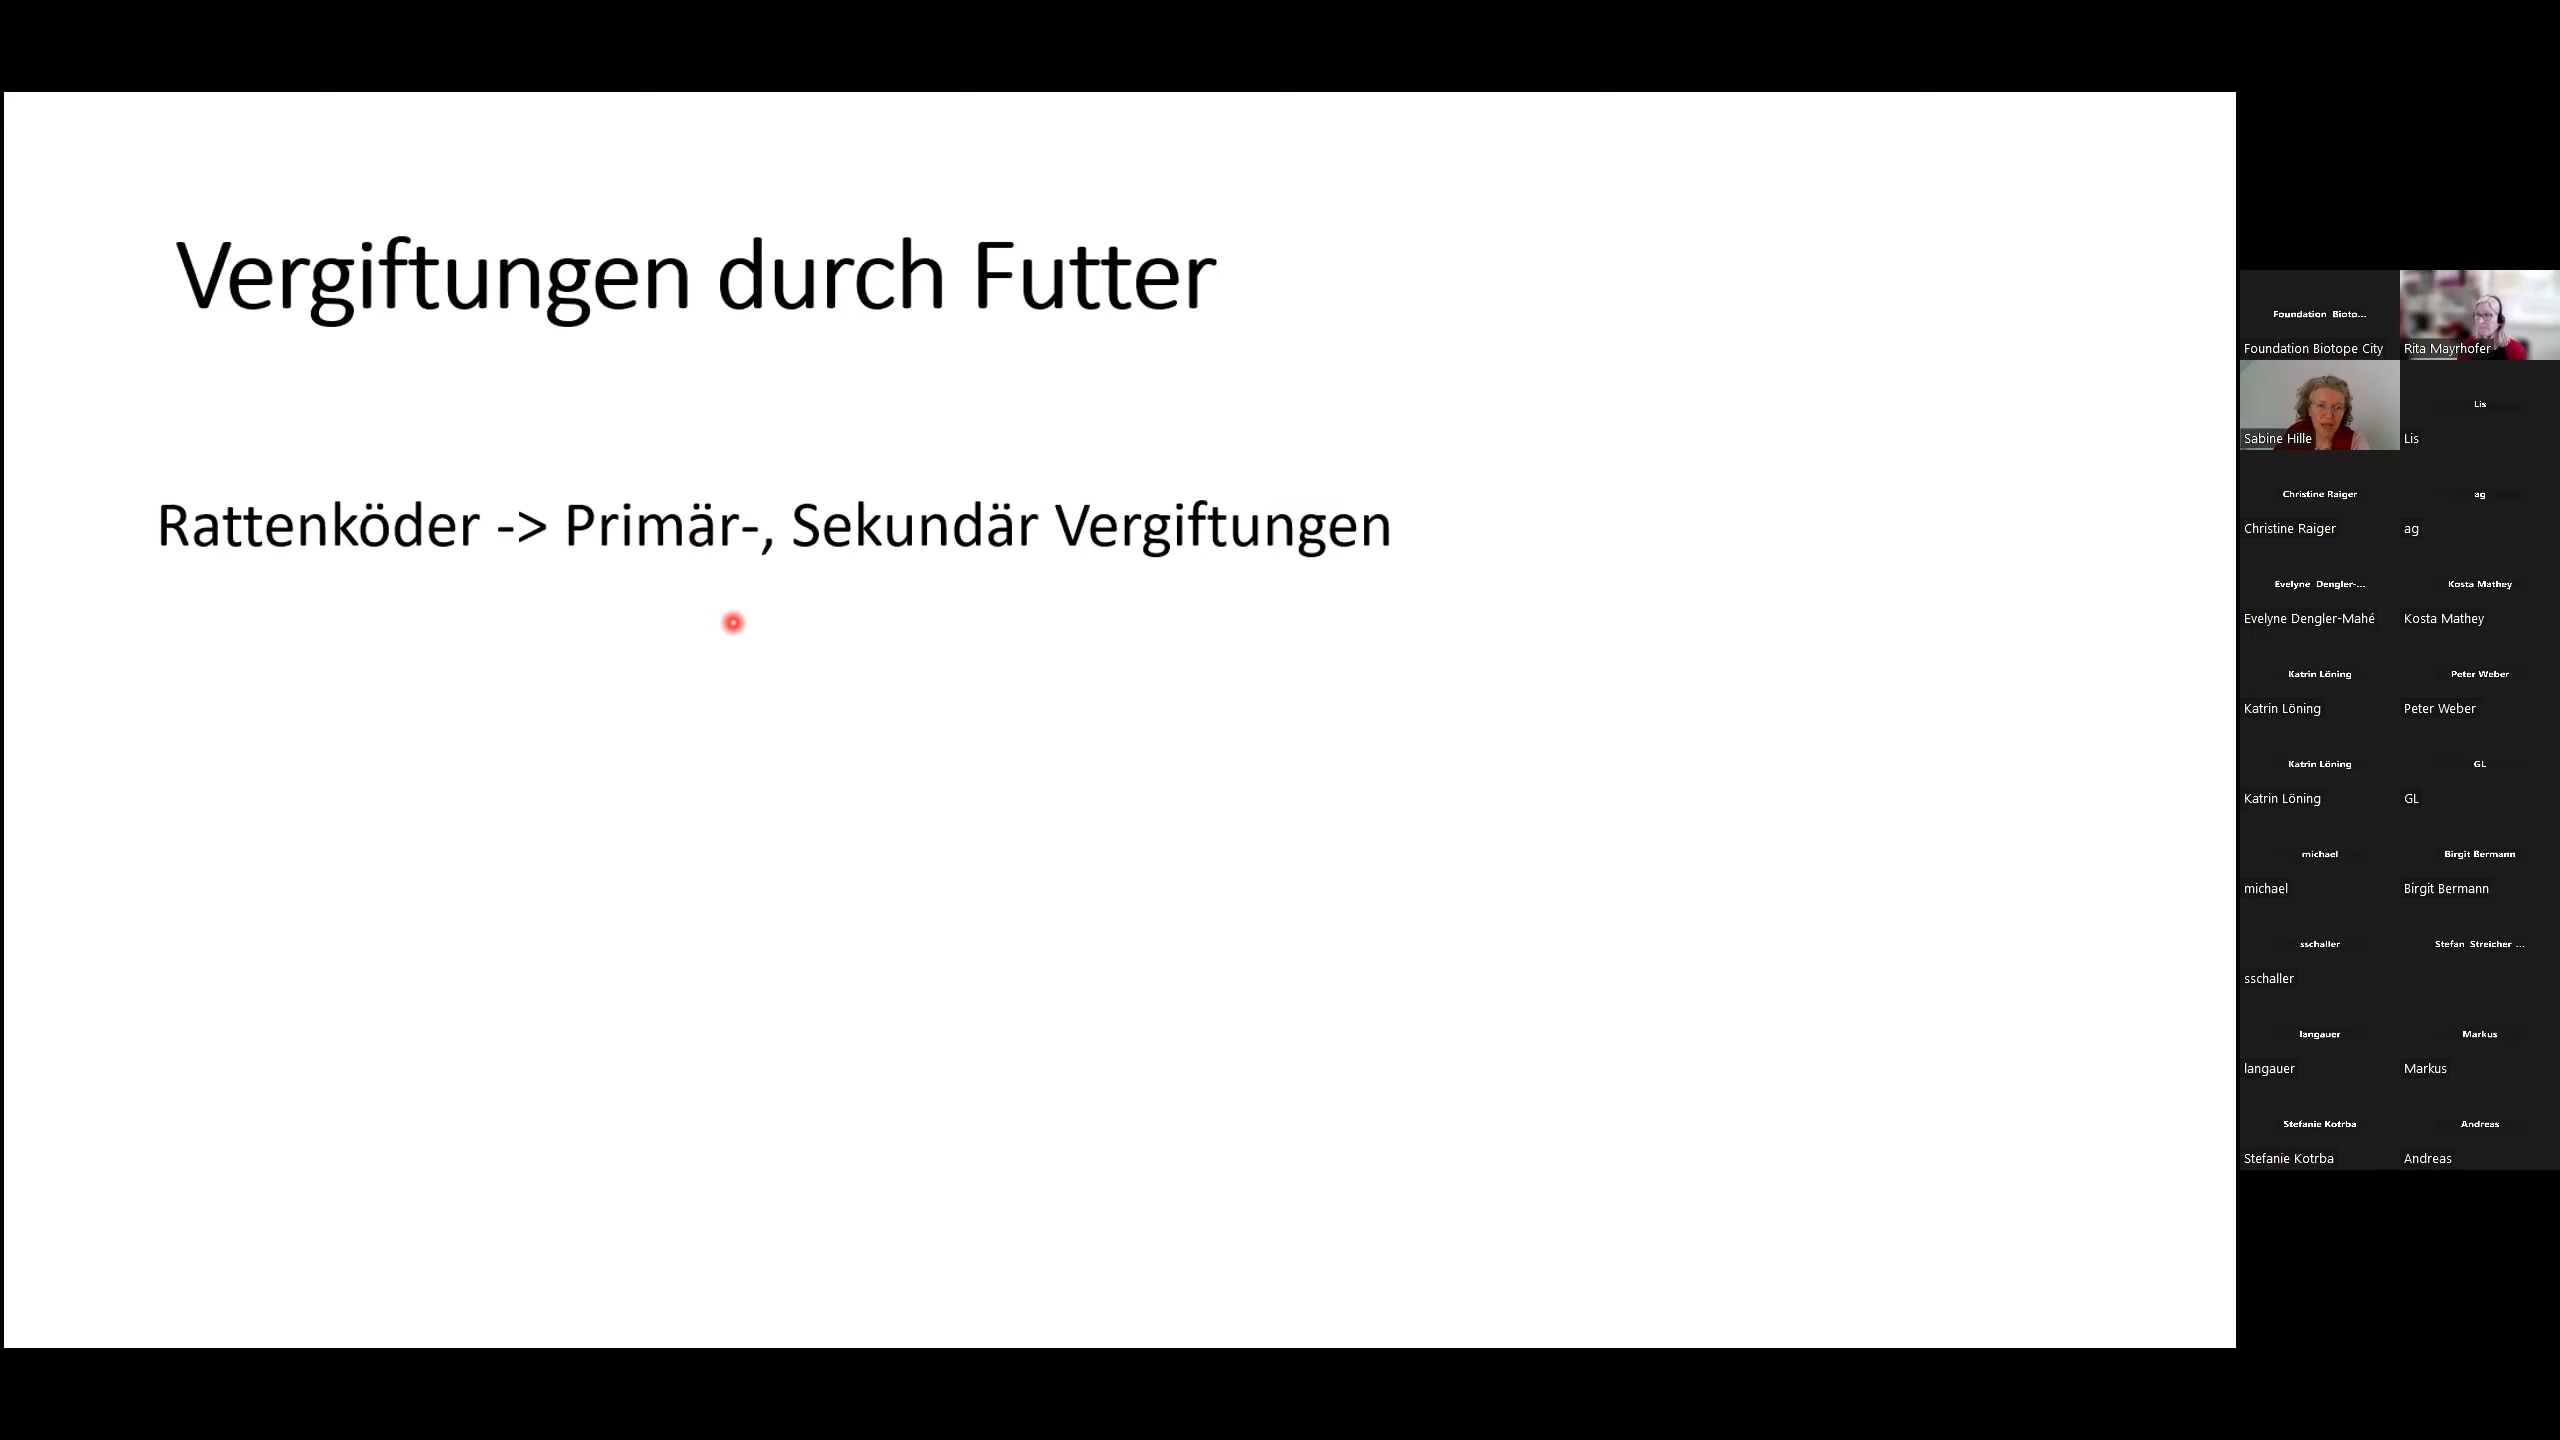 Vergiftungen durch Futter
Rattenköder -> Primär-, Sekundär Vergiftungen
Foundation Bioto...
Foundation Biotope City
Rita Mayrhofer
Sabine Hille
Lis
Lis
Christine Raiger
Christine Raiger
ag
ag
Evelyne Dengler-...
Evelyne Dengler-Mahé
Kosta Mathey
Kosta Mathey
Katrin Löning
Katrin Löning
Peter Weber
Peter Weber
Katrin Löning
Katrin Löning
GL
GL
michael
michael
Birgit Bermann
Birgit Bermann
sschaller
sschaller
Stefan Streicher ...
langauer
langauer
Markus
Markus
Stefanie Kotrba
Stefanie Kotrba
Andreas
Andreas